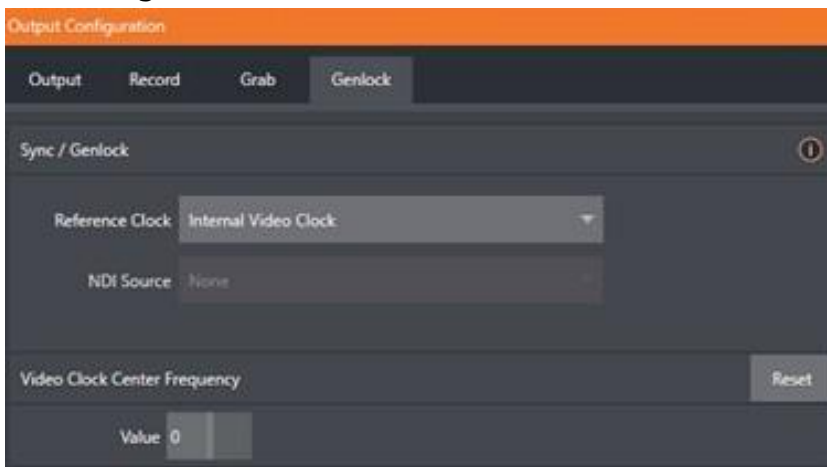 Output Configuration
Output Record Grab Genlock
Sync / Genlock
Reference Clock Internal Video Clock
NDI Source None
Video Clock Center Frequency Reset
Value 0